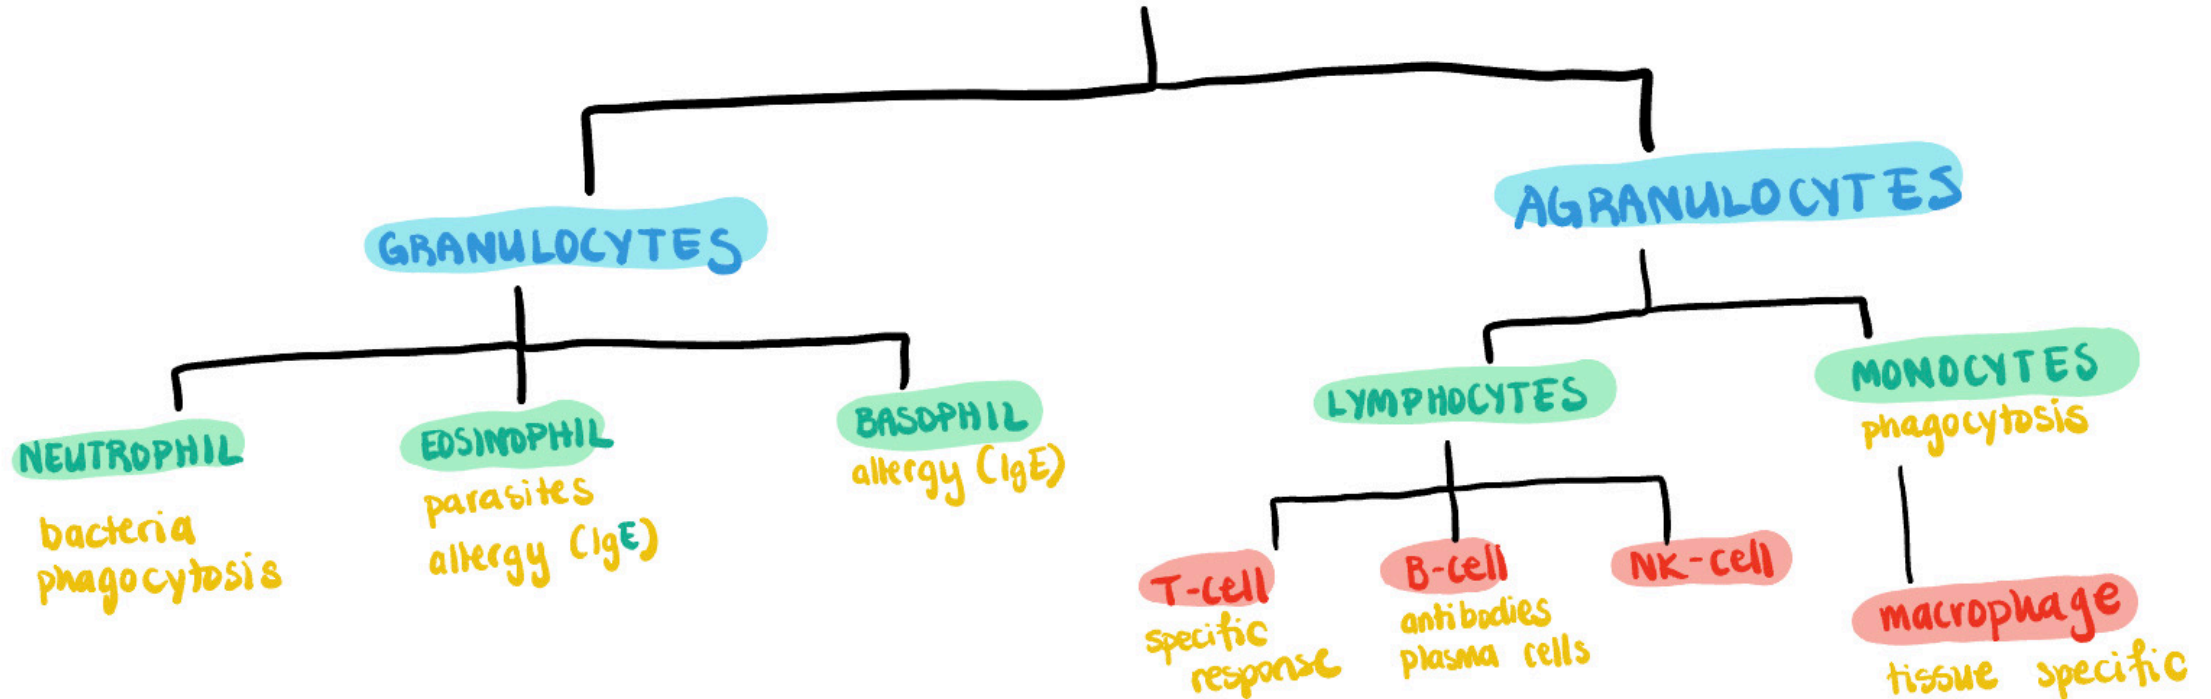 GRANULOCYTES
AGRANULOCYTES
NEUTROPHIL
bacteria
phagocytosis
EOSINOPHIL
parasites
allergy (IgE)
BASOPHIL
allergy (IgE)
LYMPHOCYTES
MONOCYTES
phagocytosis
T-cell
specific
response
B-cell
antibodies
plasma cells
NK-cell
macrophage
tissue specific